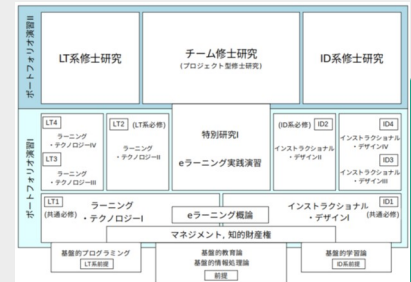 ポートフォリオ演習II
LT系修士研究
チーム修士研究
(プロジェクト型修士研究)
ID系修士研究
ポートフォリオ演習I
LT4
ラーニング
・テクノロジーIV
LT3
ラーニング
・テクノロジーIII
LT2 (LT系必修)
ラーニング
・テクノロジーII
特別研究I
eラーニング実践演習
(ID系必修) ID2
インストラクショナル
・デザインII
ID4
インストラクショナル
・デザインIV
ID3
インストラクショナル
・デザインIII
LT1
(共通必修)
ラーニング
・テクノロジーI
eラーニング概論
インストラクショナル
・デザインI
ID1
(共通必修)
マネジメント, 知的財産権
基盤的プログラミング
LT系前提
基盤的教育論
基盤的情報処理論
前提
基盤的学習論
ID系前提